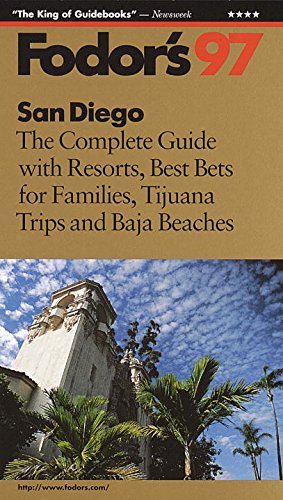 "The King of Guidebooks" — Newsweek ★★★★
Fodor's 97
San Diego
The Complete Guide
with Resorts, Best Bets
for Families, Tijuana
Trips and Baja Beaches
http://www.fodors.com/